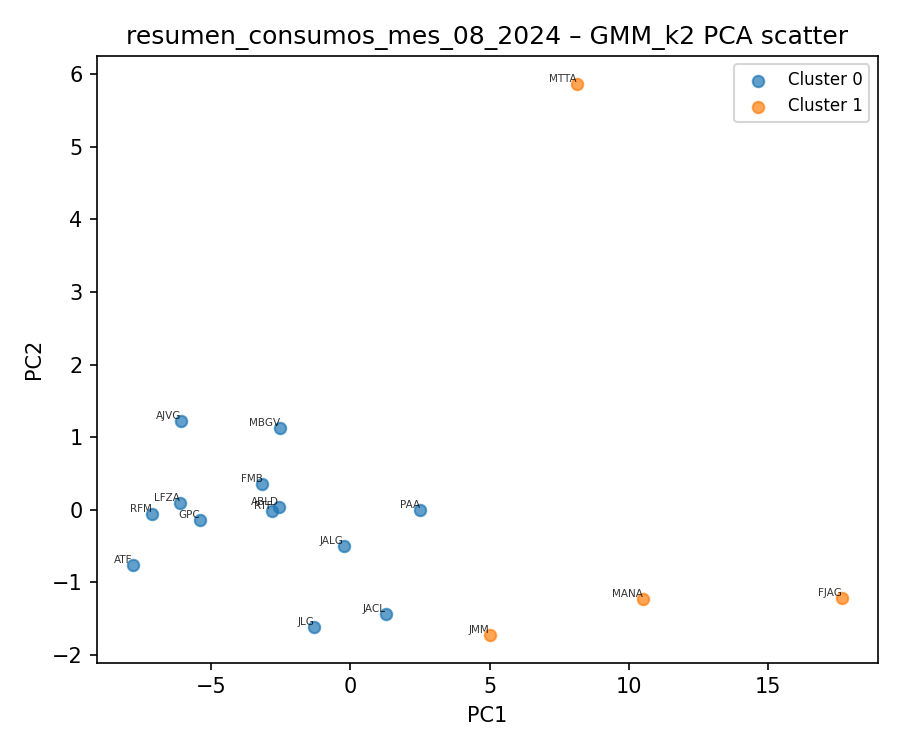 resumen_consumos_mes_08_2024 – GMM_k2 PCA scatter
Cluster 0
Cluster 1
MTTA
AJVG
MBGV
FMB
LFZA
ABLD
RFM
GPC
PAA
ATF
JALG
JACL
JLG
JMM
MANA
FJAG
6
5
4
3
2
1
0
−1
−2
PC2
−5
0
5
10
15
PC1